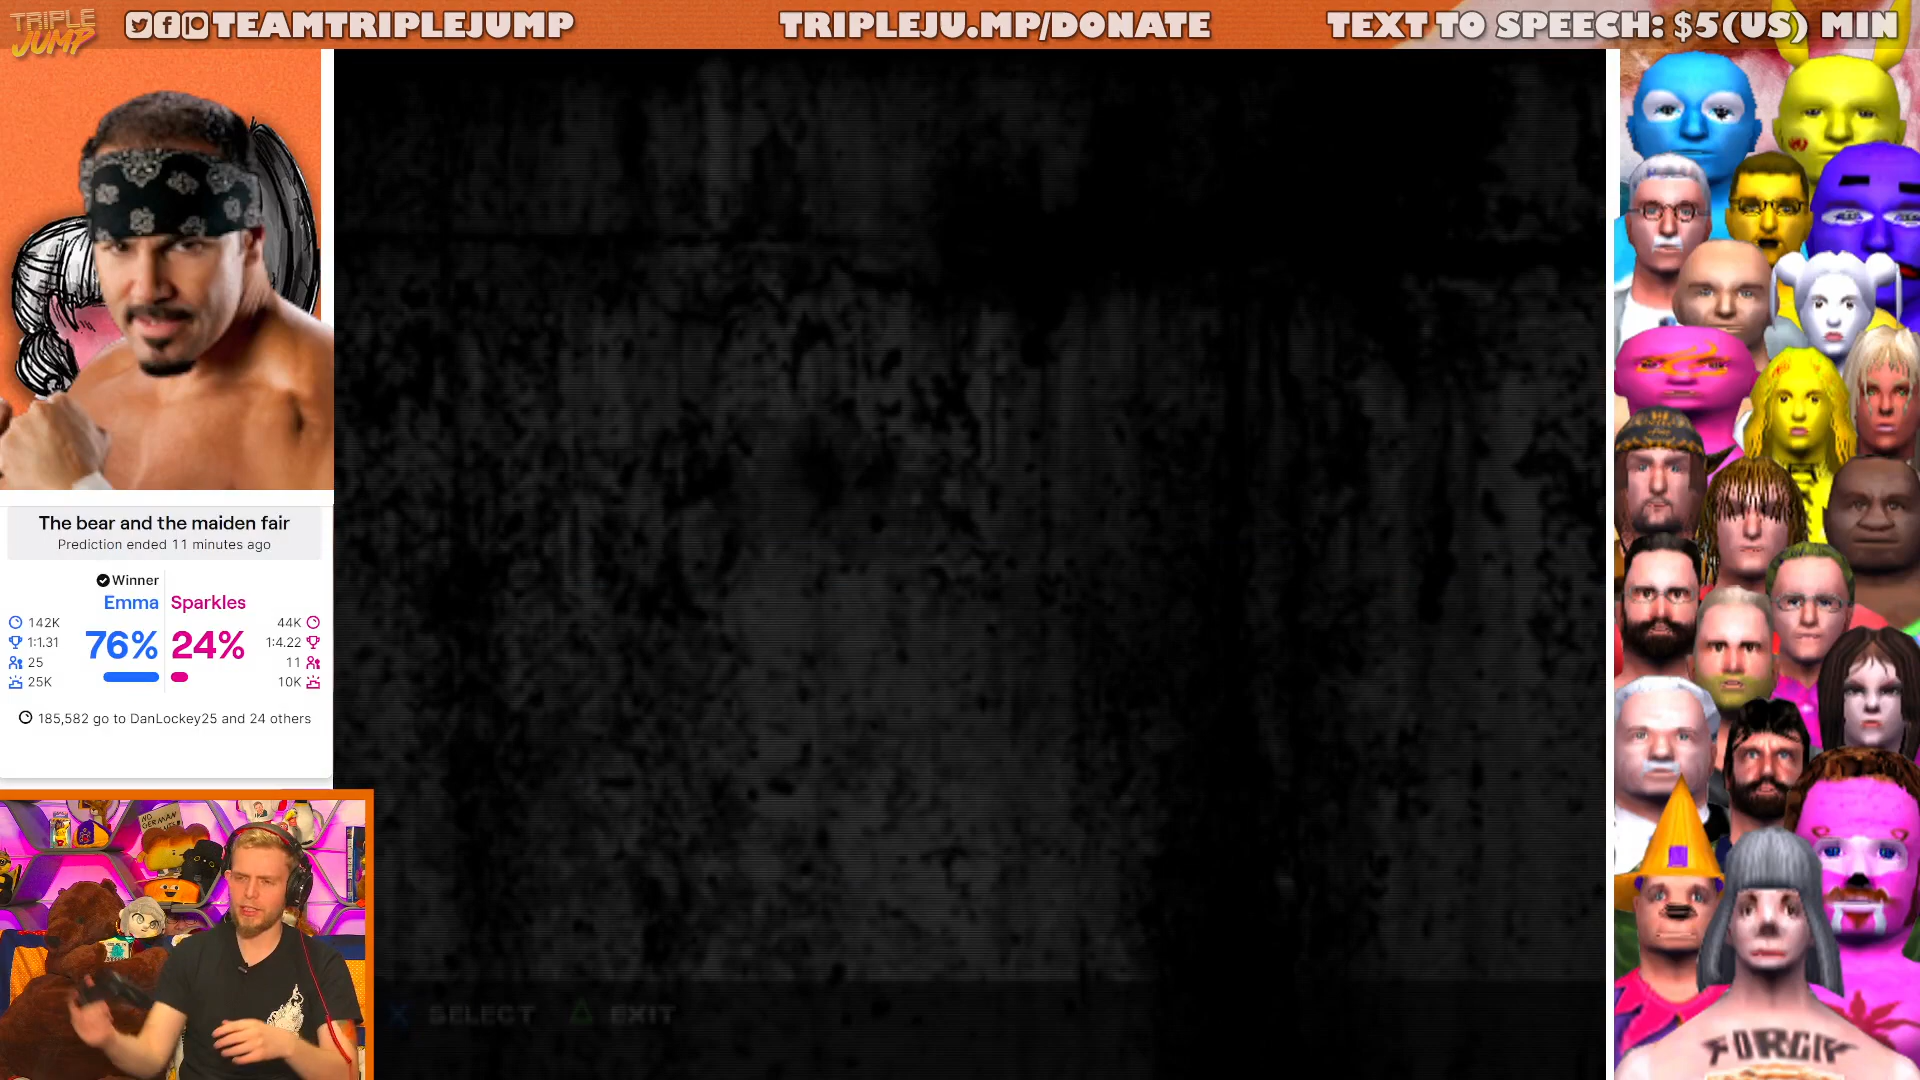 TRIPLE JUMP
TEAMTRIPLEJUMP
TRIPLEJU.MP/DONATE
TEXT TO SPEECH: $5(US) MIN
The bear and the maiden fair
Prediction ended 11 minutes ago
Winner
Emma
Sparkles
142K
44K
1:1.31
76%
24%
1:4.22
25
11
25K
10K
185,582 go to DanLockey25 and 24 others
NO GERMAN
X SELECT △ EXIT